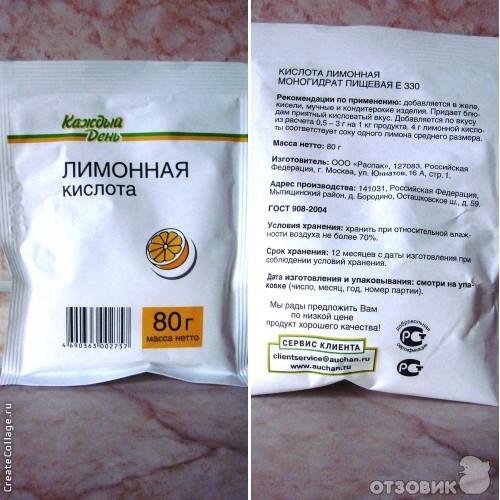 Каждый
День
ЛИМОННАЯ
кислота
80 г
масса нетто
4 690363 002757
КИСЛОТА ЛИМОННАЯ
МОНОГИДРАТ ПИЩЕВАЯ Е 330
Рекомендации по применению: добавляется в желе,
кисели, мучные и кондитерские изделия. Придает блю-
дам приятный кисловатый вкус. Добавляется по вкусу
из расчета 0,5 – 3 г на 1 кг продукта. 4 г лимонной кисло-
ты соответствует соку одного лимона среднего размера.
Масса нетто: 80 г
Изготовитель: ООО «Распак», 127083, Российская
Федерация, г. Москва, ул. Юннатов, 16 А, стр. 1.
Адрес производства: 141031, Российская Федерация,
Мытищинский район, д. Бородино, Осташковское ш., д. 59.
ГОСТ 908-2004
Условия хранения: хранить при относительной влаж-
ности воздуха не более 70%.
Срок хранения: 12 месяцев с даты изготовления при
соблюдении условий хранения.
Дата изготовления и упаковывания: смотри на упа-
ковке (число, месяц, год, номер партии).
Мы рады предложить Вам
по низкой цене
продукт хорошего качества!
СЕРВИС КЛИЕНТА
clientservice@auchan.ru
www.auchan.ru
добровольная
сертификация
CreateCollage.ru
ОТЗОВИК